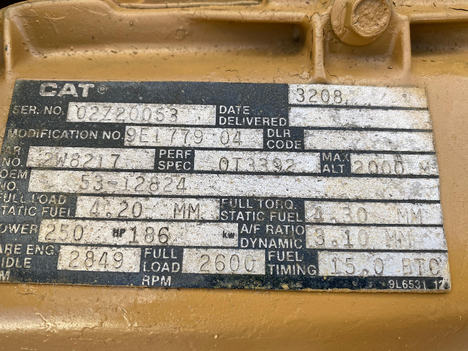 CAT® 3208
SER. NO. 02Z20053 DATE DELIVERED
MODIFICATION NO. 9E1779-04 DLR CODE
AR NO. 2W8217 PERF SPEC 0T3392 MAX ALT 2000 M
OEM NO. 53-12824
FULL LOAD STATIC FUEL 4.20 MM FULL TORQ. STATIC FUEL 4.30 MM
POWER 250 HP 186 kw A/F RATIO DYNAMIC 3.10 MM
BARE ENG IDLE RPM 2849 FULL LOAD RPM 2600 FUEL TIMING 15.0 BTC
9L6531 12